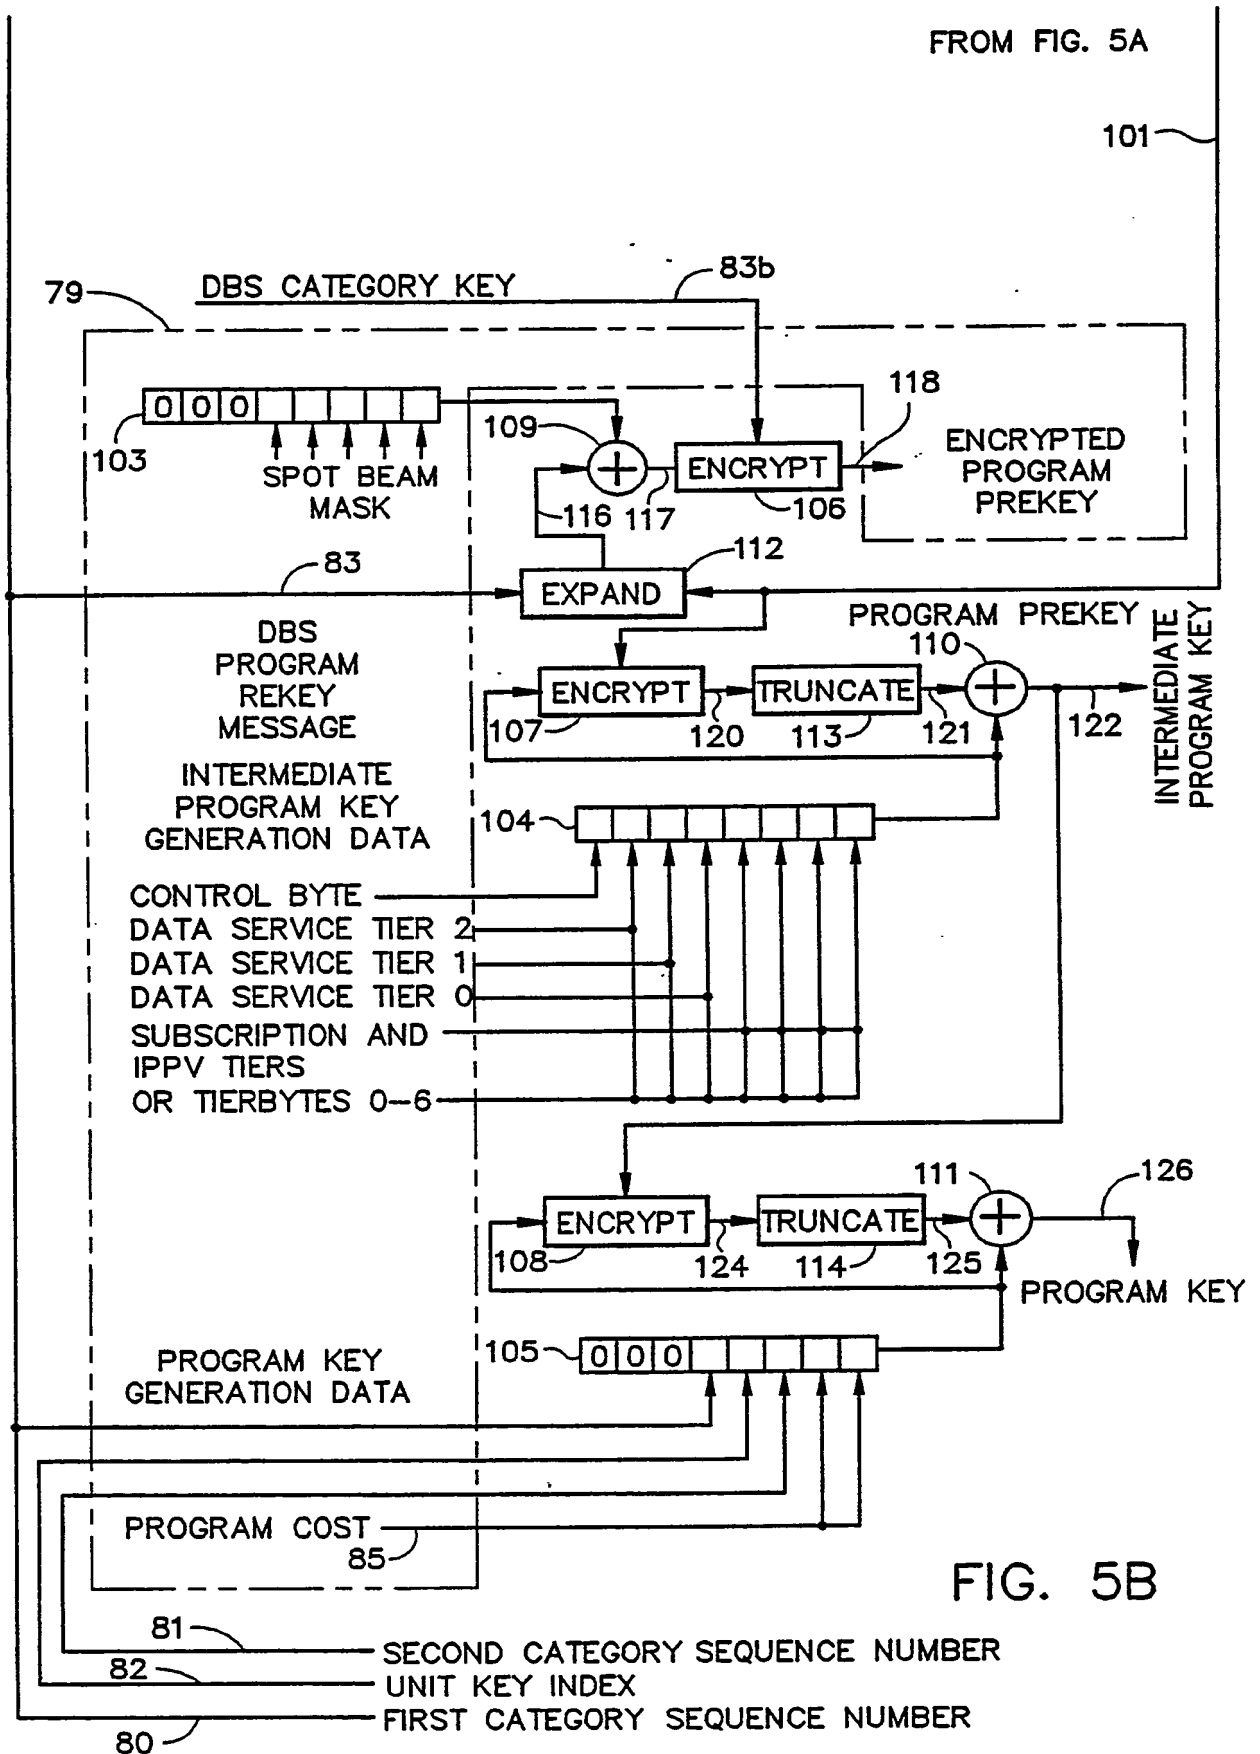 FROM FIG. 5A
101
83b
DBS CATEGORY KEY
79
118
0 0 0
109
103
ENCRYPT
ENCRYPTED
PROGRAM
PREKEY
SPOT BEAM
MASK
116
117
106
112
83
EXPAND
PROGRAM PREKEY
DBS
PROGRAM
REKEY
MESSAGE
110
INTERMEDIATE
PROGRAM KEY
ENCRYPT
TRUNCATE
107
120
113
121
122
INTERMEDIATE
PROGRAM KEY
GENERATION DATA
104
CONTROL BYTE
DATA SERVICE TIER 2
DATA SERVICE TIER 1
DATA SERVICE TIER 0
SUBSCRIPTION AND
IPPV TIERS
OR TIERBYTES 0-6
111
126
ENCRYPT
TRUNCATE
108
124
114
125
PROGRAM KEY
105
0 0 0
PROGRAM KEY
GENERATION DATA
PROGRAM COST
85
FIG. 5B
81
SECOND CATEGORY SEQUENCE NUMBER
82
UNIT KEY INDEX
FIRST CATEGORY SEQUENCE NUMBER
80